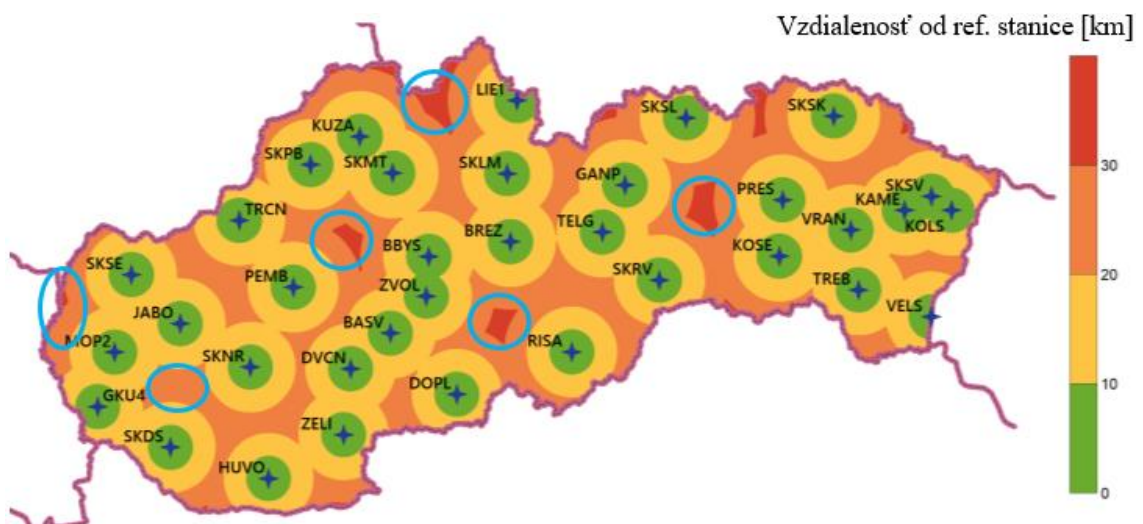 Vzdialenosť od ref. stanice [km]
LIE1
SKSL
SKSK
KUZA
SKPB
SKMT
SKLM
GANP
PRES
SKSV
KAME
KOLS
VRAN
TRCN
BREZ
TELG
BBYS
KOSE
SKSE
PEMB
SKRV
TREB
ZVOL
VELS
JABO
BASV
MOP2
RISA
SKNR
DVCN
DOPL
GKU4
ZELI
SKDS
HUVO
30
20
10
0